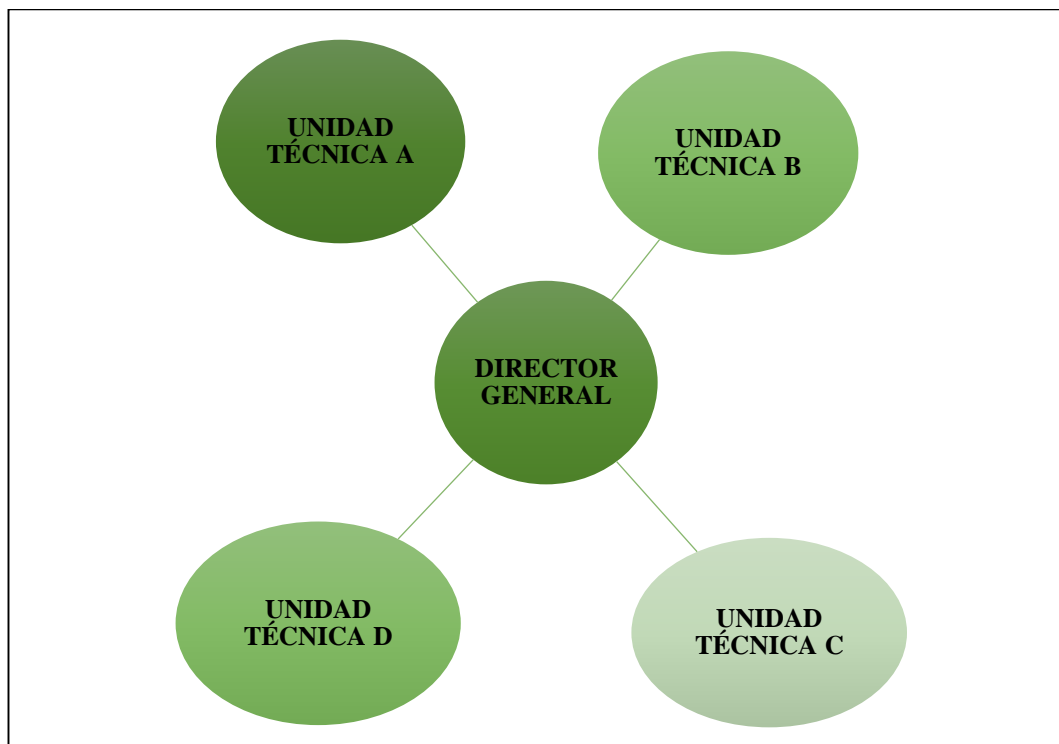 UNIDAD
TÉCNICA A
UNIDAD
TÉCNICA B
DIRECTOR
GENERAL
UNIDAD
TÉCNICA D
UNIDAD
TÉCNICA C